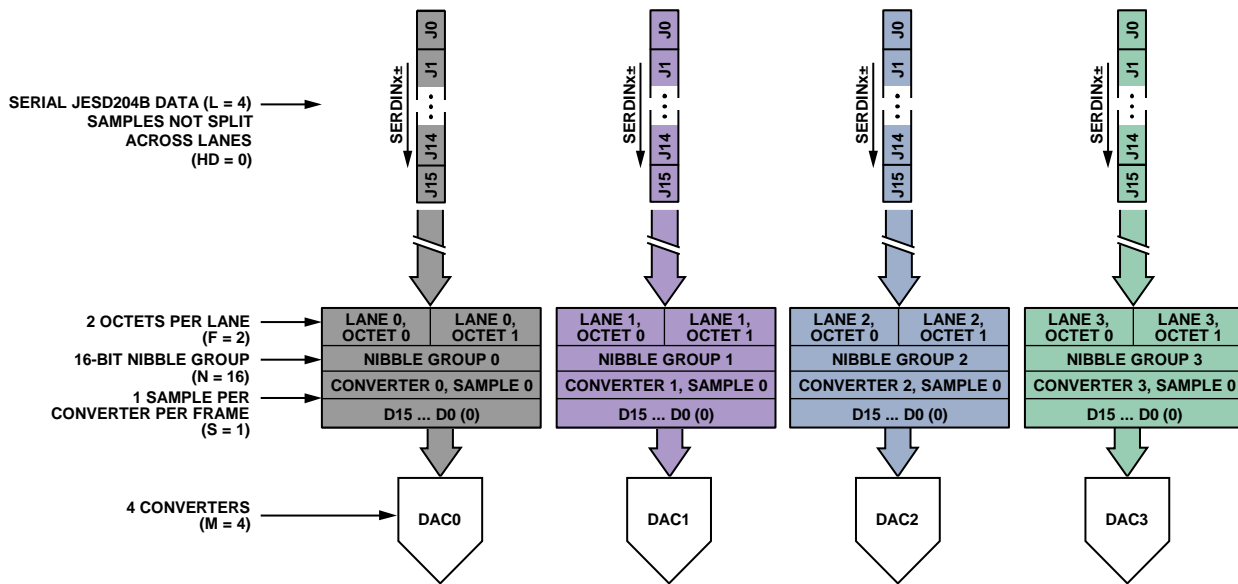 SERIAL JESD204B DATA (L = 4)
SAMPLES NOT SPLIT
ACROSS LANES
(HD = 0)
SERDINx±
J0
J1
J14
J15
SERDINx±
J0
J1
J14
J15
SERDINx±
J0
J1
J14
J15
SERDINx±
J0
J1
J14
J15
2 OCTETS PER LANE
(F = 2)
16-BIT NIBBLE GROUP
(N = 16)
1 SAMPLE PER
CONVERTER PER FRAME
(S = 1)
LANE 0,
OCTET 0
LANE 0,
OCTET 1
NIBBLE GROUP 0
CONVERTER 0, SAMPLE 0
D15 ... D0 (0)
LANE 1,
OCTET 0
LANE 1,
OCTET 1
NIBBLE GROUP 1
CONVERTER 1, SAMPLE 0
D15 ... D0 (0)
LANE 2,
OCTET 0
LANE 2,
OCTET 1
NIBBLE GROUP 2
CONVERTER 2, SAMPLE 0
D15 ... D0 (0)
LANE 3,
OCTET 0
LANE 3,
OCTET 1
NIBBLE GROUP 3
CONVERTER 3, SAMPLE 0
D15 ... D0 (0)
4 CONVERTERS
(M = 4)
DAC0
DAC1
DAC2
DAC3